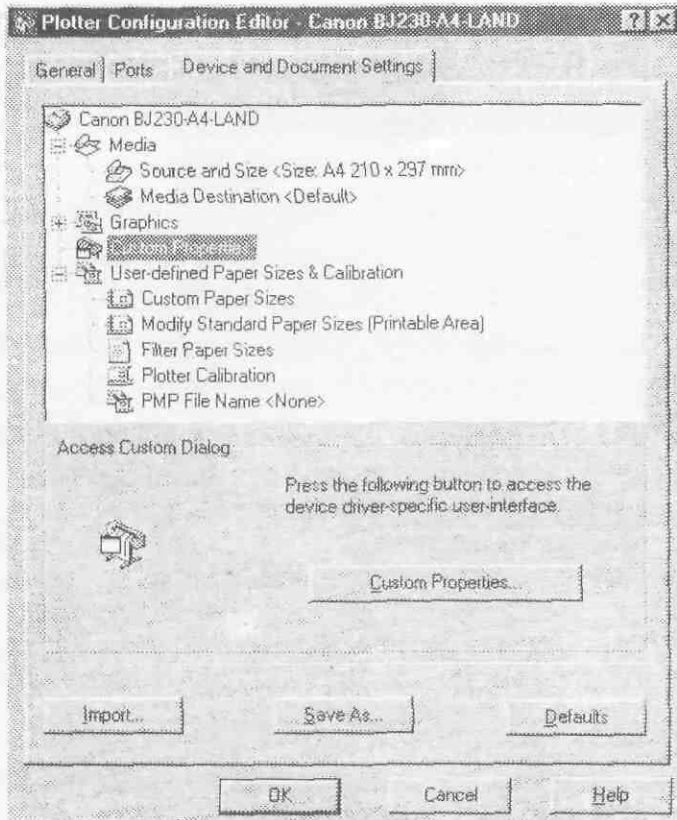 Plotter Configuration Editor - Canon BJ230-A4-LAND
General Ports Device and Document Settings
Canon BJ230-A4-LAND
Media
Source and Size <Size: A4 210 x 297 mm>
Media Destination <Default>
Graphics
Custom Properties
User-defined Paper Sizes & Calibration
Custom Paper Sizes
Modify Standard Paper Sizes (Printable Area)
Filter Paper Sizes
Plotter Calibration
PMP File Name <None>
Access Custom Dialog
Press the following button to access the
device driver-specific user-interface.
Custom Properties...
Import... Save As... Defaults
OK Cancel Help